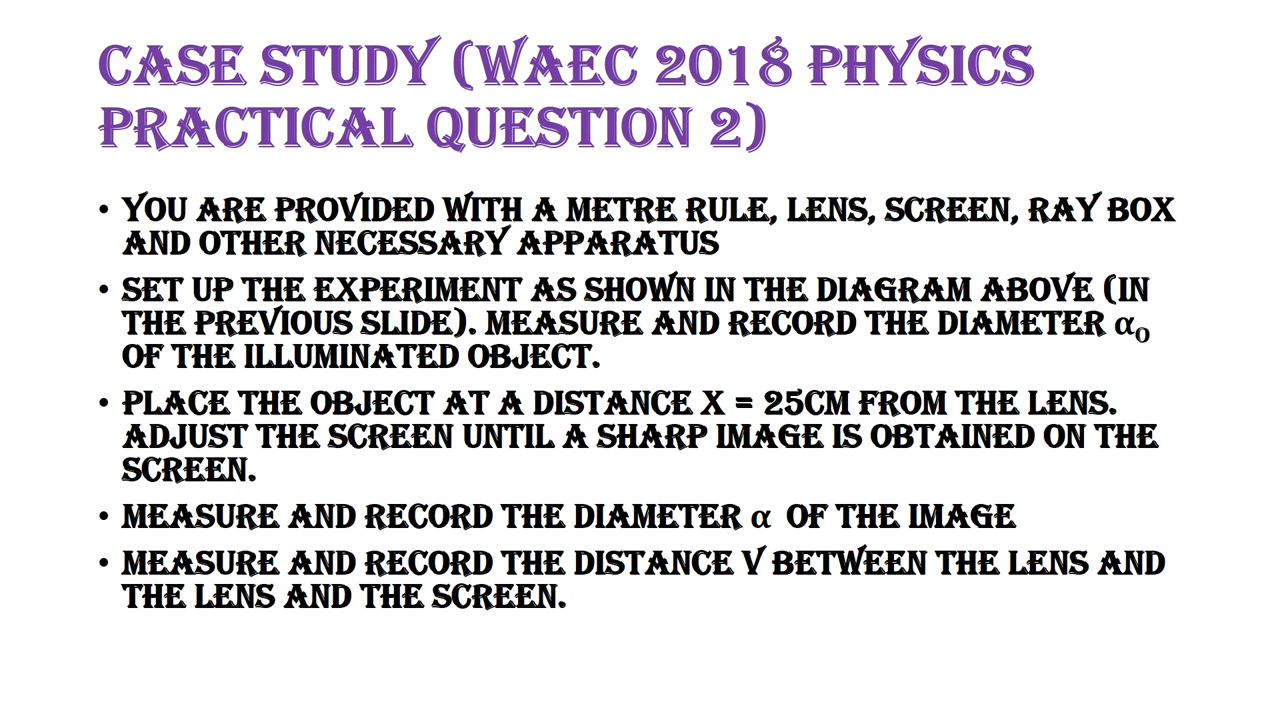 CASE STUDY (WAEC 2018 PHYSICS
PRACTICAL QUESTION 2)
• YOU ARE PROVIDED WITH A METRE RULE, LENS, SCREEN, RAY BOX
AND OTHER NECESSARY APPARATUS
• SET UP THE EXPERIMENT AS SHOWN IN THE DIAGRAM ABOVE (IN
THE PREVIOUS SLIDE). MEASURE AND RECORD THE DIAMETER α₀
OF THE ILLUMINATED OBJECT.
• PLACE THE OBJECT AT A DISTANCE X = 25CM FROM THE LENS.
ADJUST THE SCREEN UNTIL A SHARP IMAGE IS OBTAINED ON THE
SCREEN.
• MEASURE AND RECORD THE DIAMETER α OF THE IMAGE
• MEASURE AND RECORD THE DISTANCE V BETWEEN THE LENS AND
THE LENS AND THE SCREEN.